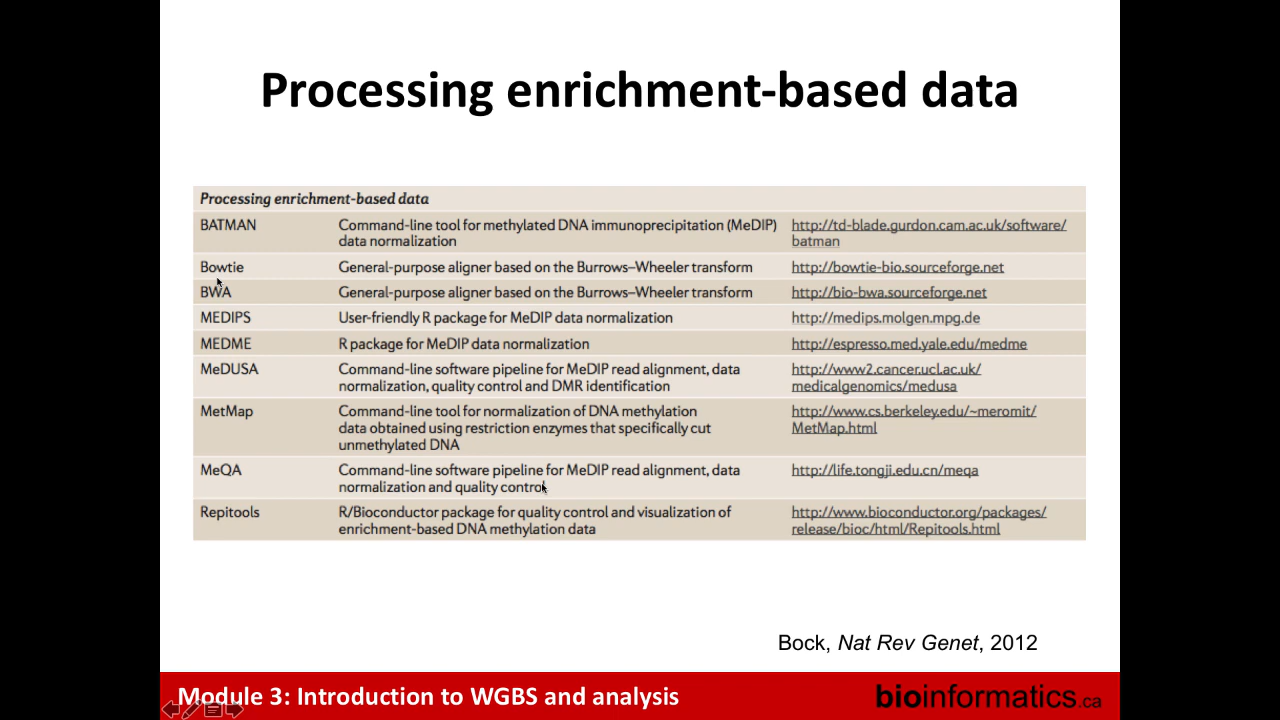 Processing enrichment-based data
Processing enrichment-based data
BATMAN Command-line tool for methylated DNA immunoprecipitation (MeDIP) http://td-blade.gurdon.cam.ac.uk/software/
data normalization batman
Bowtie General-purpose aligner based on the Burrows–Wheeler transform http://bowtie-bio.sourceforge.net
BWA General-purpose aligner based on the Burrows–Wheeler transform http://bio-bwa.sourceforge.net
MEDIPS User-friendly R package for MeDIP data normalization http://medips.molgen.mpg.de
MEDME R package for MeDIP data normalization http://espresso.med.yale.edu/medme
MeDUSA Command-line software pipeline for MeDIP read alignment, data http://www2.cancer.ucl.ac.uk/
normalization, quality control and DMR identification medicalgenomics/medusa
MetMap Command-line tool for normalization of DNA methylation http://www.cs.berkeley.edu/~meromit/
data obtained using restriction enzymes that specifically cut MetMap.html
unmethylated DNA
MeQA Command-line software pipeline for MeDIP read alignment, data http://life.tongji.edu.cn/meqa
normalization and quality control
Repitools R/Bioconductor package for quality control and visualization of http://www.bioconductor.org/packages/
enrichment-based DNA methylation data release/bioc/html/Repitools.html
Bock, Nat Rev Genet, 2012
Module 3: Introduction to WGBS and analysis bioinformatics.ca